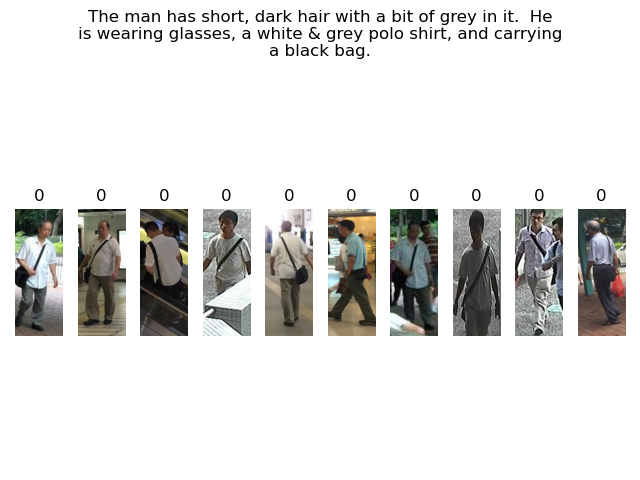 The man has short, dark hair with a bit of grey in it.  He
is wearing glasses, a white & grey polo shirt, and carrying
a black bag.
0 0 0 0 0 0 0 0 0 0